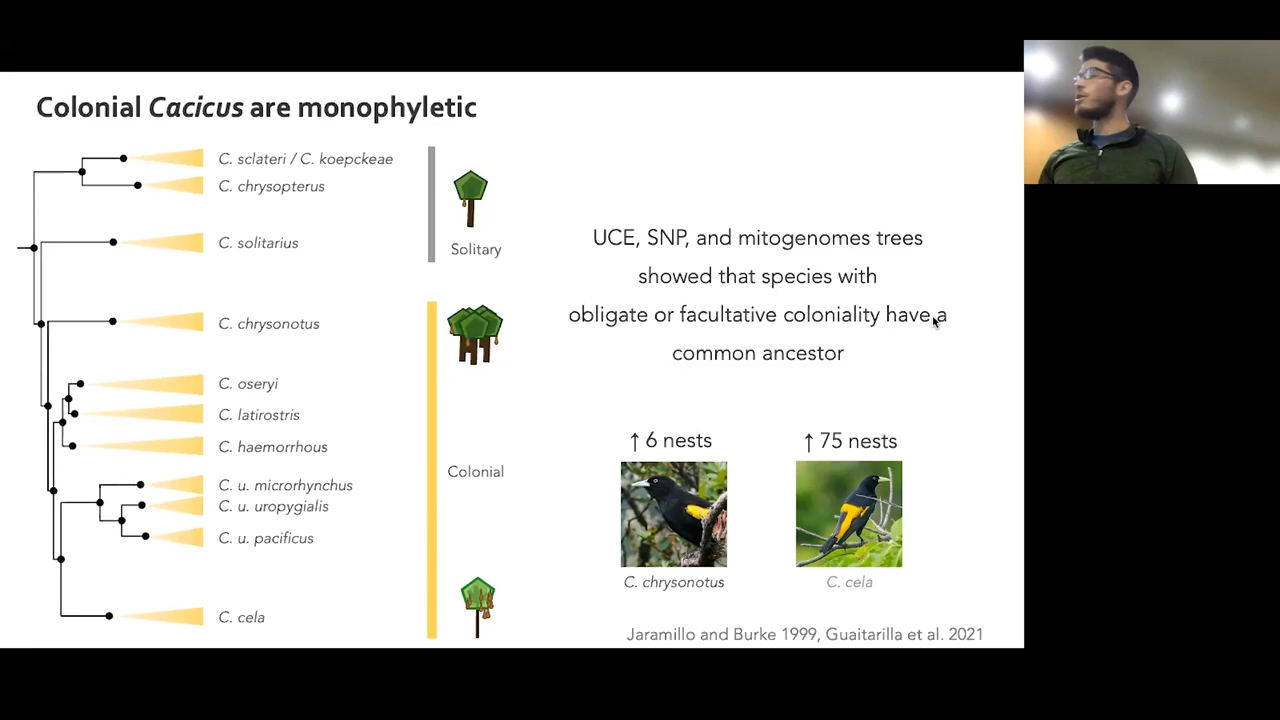 Colonial Cacicus are monophyletic
C. sclateri / C. koepckeae
C. chrysopterus
C. solitarius
C. chrysonotus
C. oseryi
C. latirostris
C. haemorrhous
C. u. microrhynchus
C. u. uropygialis
C. u. pacificus
C. cela
Solitary
Colonial
UCE, SNP, and mitogenomes trees
showed that species with
obligate or facultative coloniality have a
common ancestor
↑ 6 nests
↑ 75 nests
C. chrysonotus
C. cela
Jaramillo and Burke 1999, Guaitarilla et al. 2021